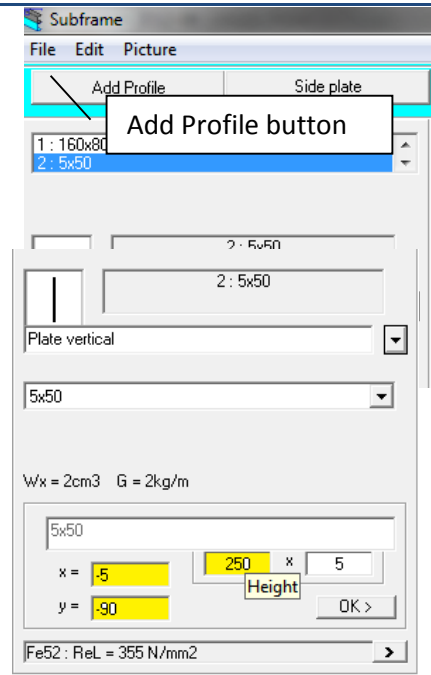 Subframe
File Edit Picture
Add Profile Side plate
Add Profile button
1 : 160x80
2 : 5x50
2 : 5x50
2 : 5x50
Plate vertical
5x50
Wx = 2cm3 G = 2kg/m
5x50
x = -5 250 x 5
Height
y = -90 OK >
Fe52 : ReL = 355 N/mm2 >